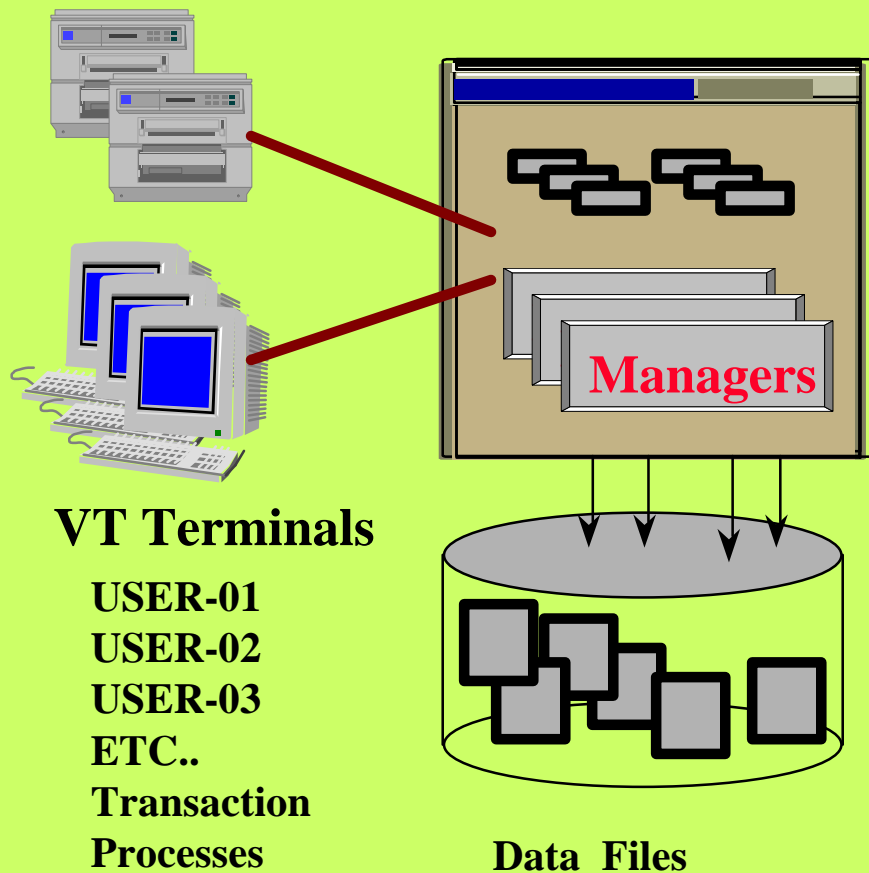 Managers
VT Terminals
USER-01
USER-02
USER-03
ETC..
Transaction
Processes
Data Files